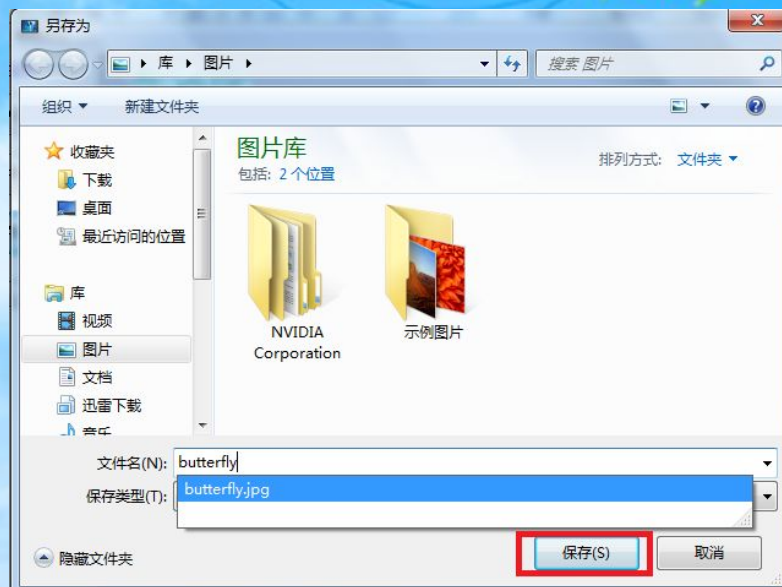 另存为
库 图片
搜索 图片
组织 新建文件夹
收藏夹
下载
桌面
最近访问的位置
库
视频
图片
文档
迅雷下载
音乐
图片库
包括: 2 个位置
排列方式: 文件夹
NVIDIA
Corporation
示例图片
文件名(N): butterfly
保存类型(T):
butterfly.jpg
隐藏文件夹
保存(S)
取消